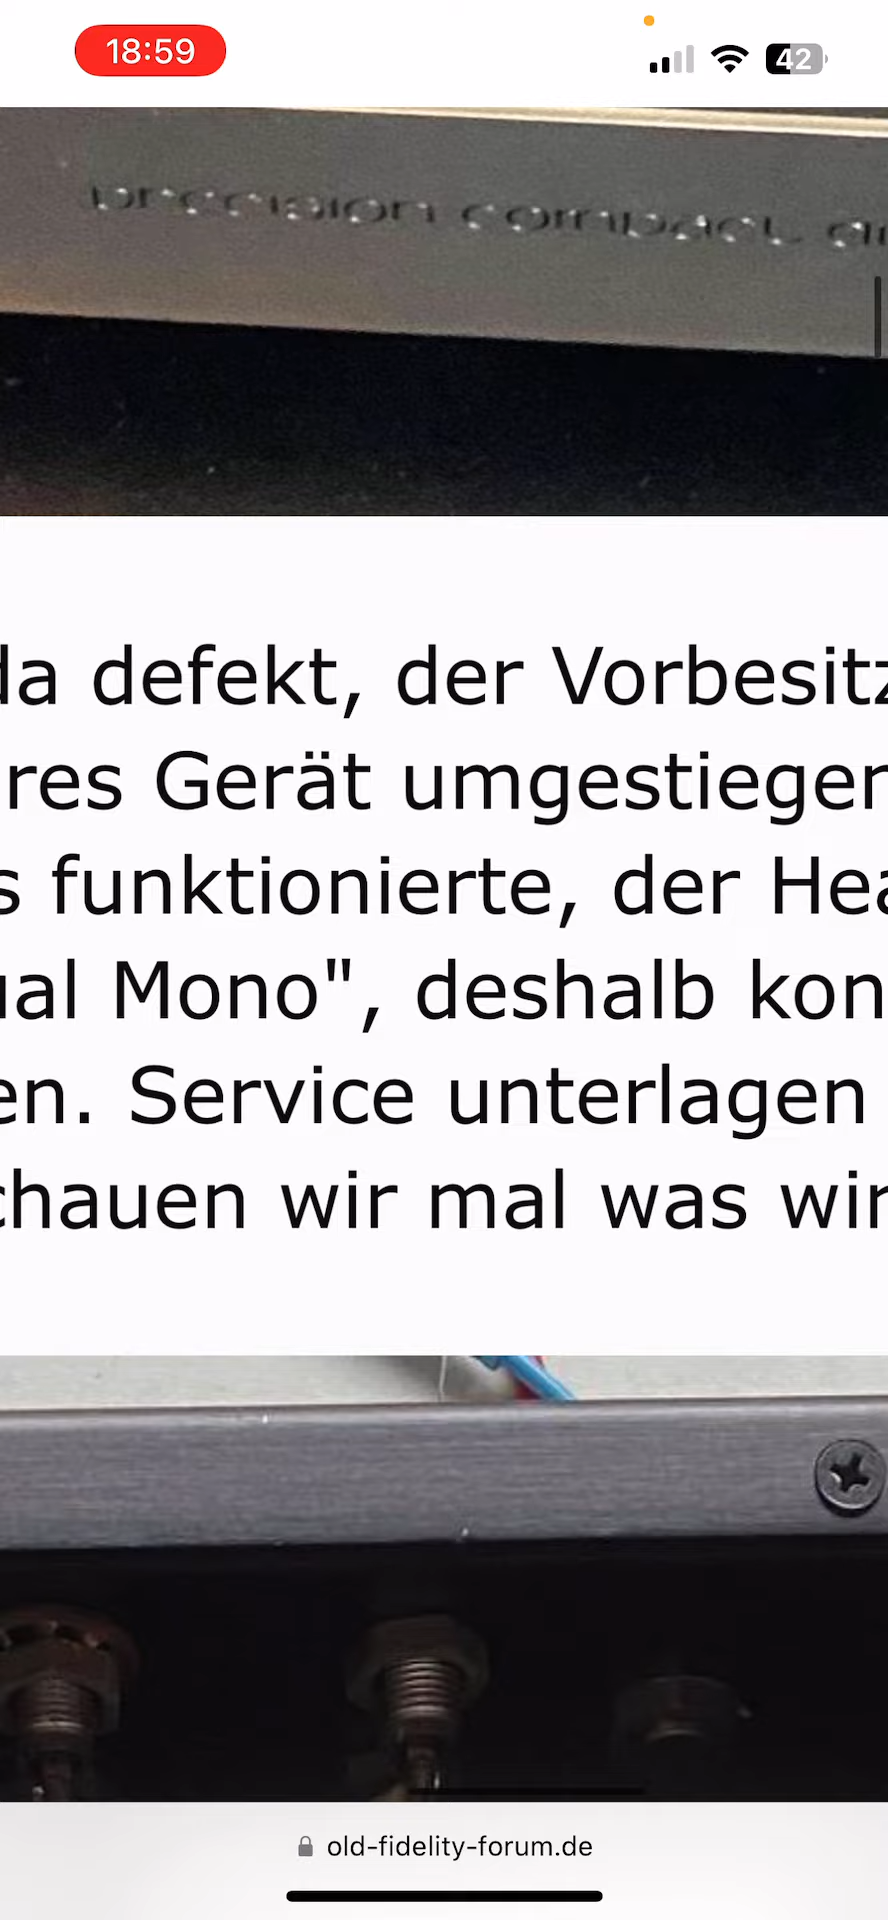 18:59
42
precision compact
da defekt, der Vorbesitz
res Gerät umgestiegen
s funktionierte, der Hea
ual Mono", deshalb kon
en. Service unterlagen
chauen wir mal was wir
old-fidelity-forum.de